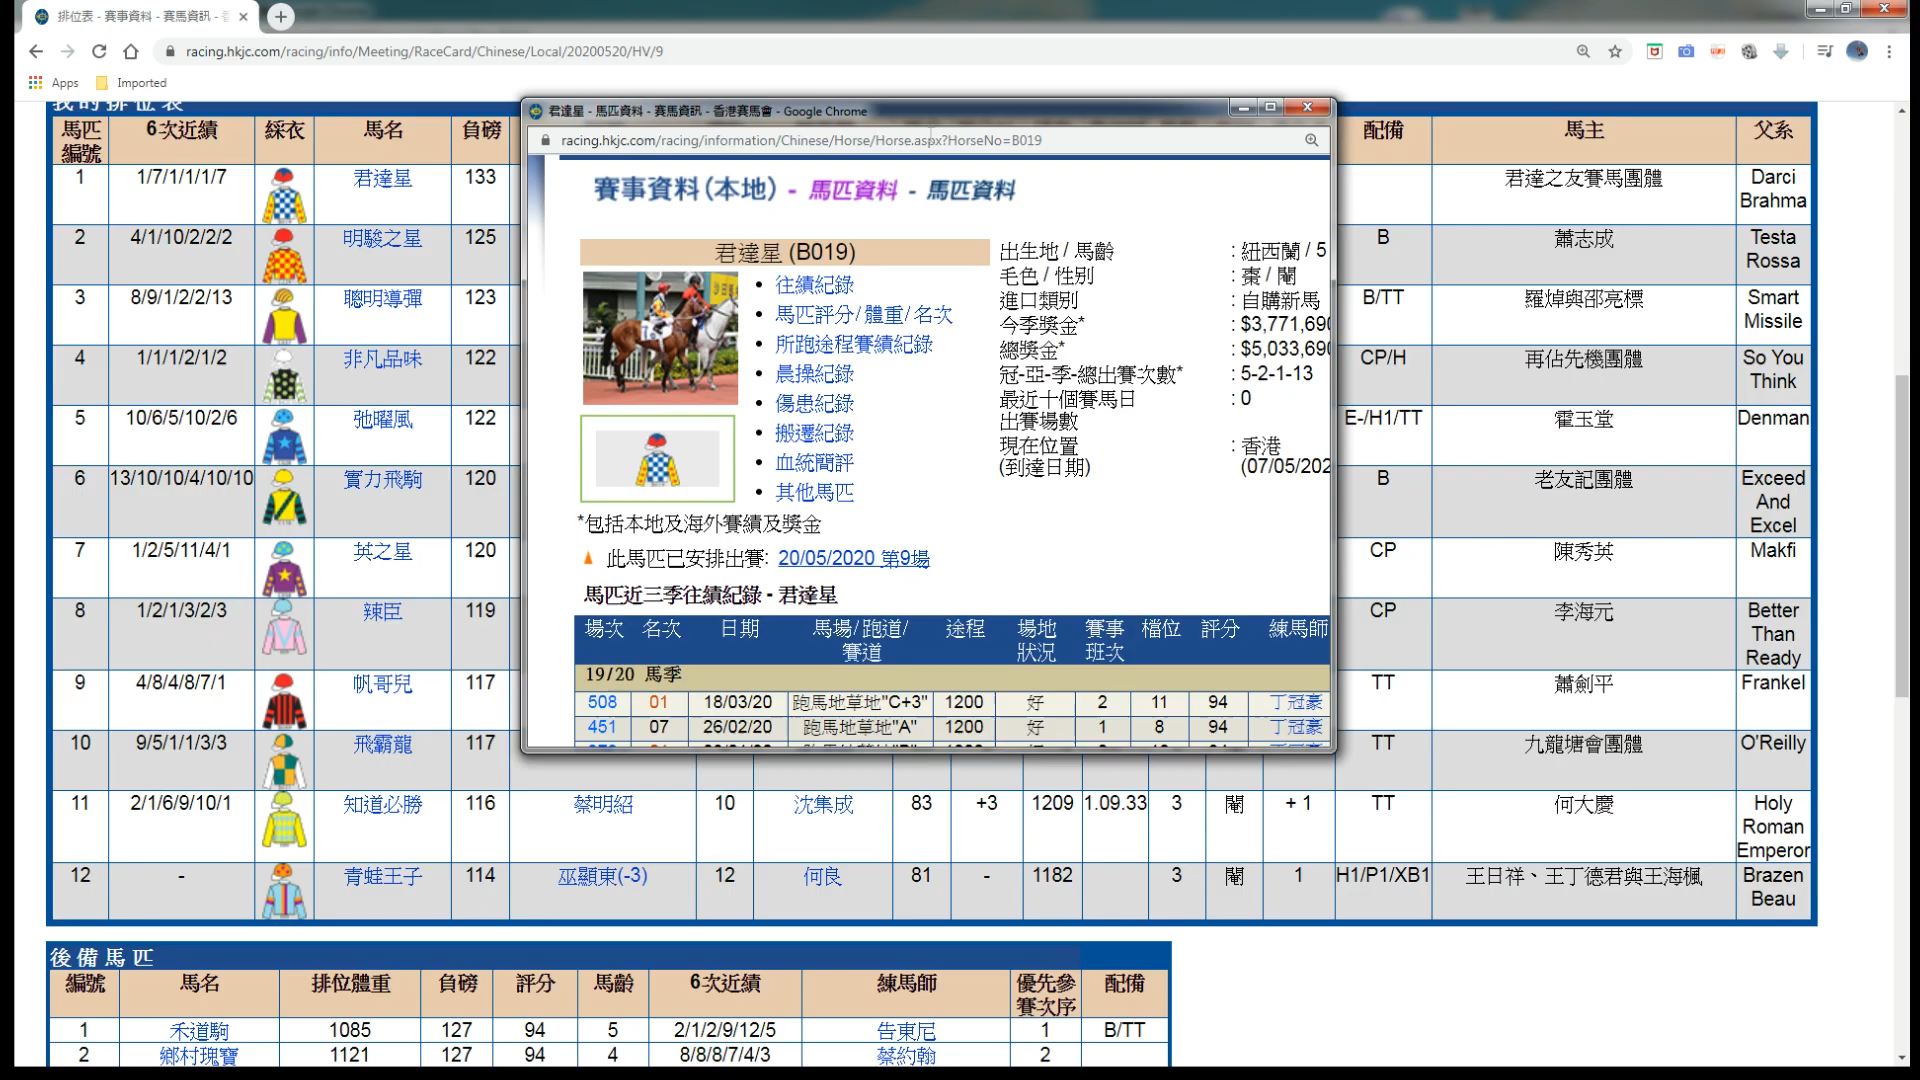 排位表 - 賽事資料 - 賽馬資訊 -
racing.hkjc.com/racing/info/Meeting/RaceCard/Chinese/Local/20200520/HV/9
Apps Imported
我的排位表
馬匹編號 6次近績 綵衣 馬名 負磅 配備 馬主 父系
1 1/7/1/1/1/7 君達星 133 君達之友賽馬團體 Darci Brahma
2 4/1/10/2/2/2 明駿之星 125 B 蕭志成 Testa Rossa
3 8/9/1/2/2/13 聰明導彈 123 B/TT 羅焯與邵亮標 Smart Missile
4 1/1/1/2/1/2 非凡品味 122 CP/H 再佔先機團體 So You Think
5 10/6/5/10/2/6 弛曜風 122 E-/H1/TT 霍玉堂 Denman
6 13/10/10/4/10/10 實力飛駒 120 B 老友記團體 Exceed And Excel
7 1/2/5/11/4/1 英之星 120 CP 陳秀英 Makfi
8 1/2/1/3/2/3 辣臣 119 CP 李海元 Better Than Ready
9 4/8/4/8/7/1 帆哥兒 117 TT 蕭劍平 Frankel
10 9/5/1/1/3/3 飛霸龍 117 TT 九龍塘會團體 O'Reilly
11 2/1/6/9/10/1 知道必勝 116 蔡明紹 10 沈集成 83 +3 1209 1.09.33 3 閹 + 1 TT 何大慶 Holy Roman Emperor
12 - 青蛙王子 114 巫顯東(-3) 12 何良 81 - 1182 3 閹 1 H1/P1/XB1 王日祥、王丁德君與王海楓 Brazen Beau
君達星 - 馬匹資料 - 賽馬資訊 - 香港賽馬會 - Google Chrome
racing.hkjc.com/racing/information/Chinese/Horse/Horse.aspx?HorseNo=B019
賽事資料(本地) - 馬匹資料 - 馬匹資料
君達星 (B019)
• 往績紀錄
• 馬匹評分/體重/名次
• 所跑途程賽績紀錄
• 晨操紀錄
• 傷患紀錄
• 搬遷紀錄
• 血統簡評
• 其他馬匹
出生地 / 馬齡 : 紐西蘭 / 5
毛色 / 性別 : 棗 / 閹
進口類別 : 自購新馬
今季獎金* : $3,771,690
總獎金* : $5,033,690
冠-亞-季-總出賽次數* : 5-2-1-13
最近十個賽馬日 : 0
出賽場數
現在位置 : 香港
(到達日期) (07/05/202
*包括本地及海外賽績及獎金
此馬匹已安排出賽: 20/05/2020 第9場
馬匹近三季往績紀錄 - 君達星
場次 名次 日期 馬場/跑道/賽道 途程 場地狀況 賽事班次 檔位 評分 練馬師
19/20 馬季
508 01 18/03/20 跑馬地草地"C+3" 1200 好 2 11 94 丁冠豪
451 07 26/02/20 跑馬地草地"A" 1200 好 1 8 94 丁冠豪
後備馬匹
編號 馬名 排位體重 負磅 評分 馬齡 6次近績 練馬師 優先參賽次序 配備
1 禾道駒 1085 127 94 5 2/1/2/9/12/5 告東尼 1 B/TT
2 鄉村瑰寶 1121 127 94 4 8/8/8/7/4/3 蔡約翰 2